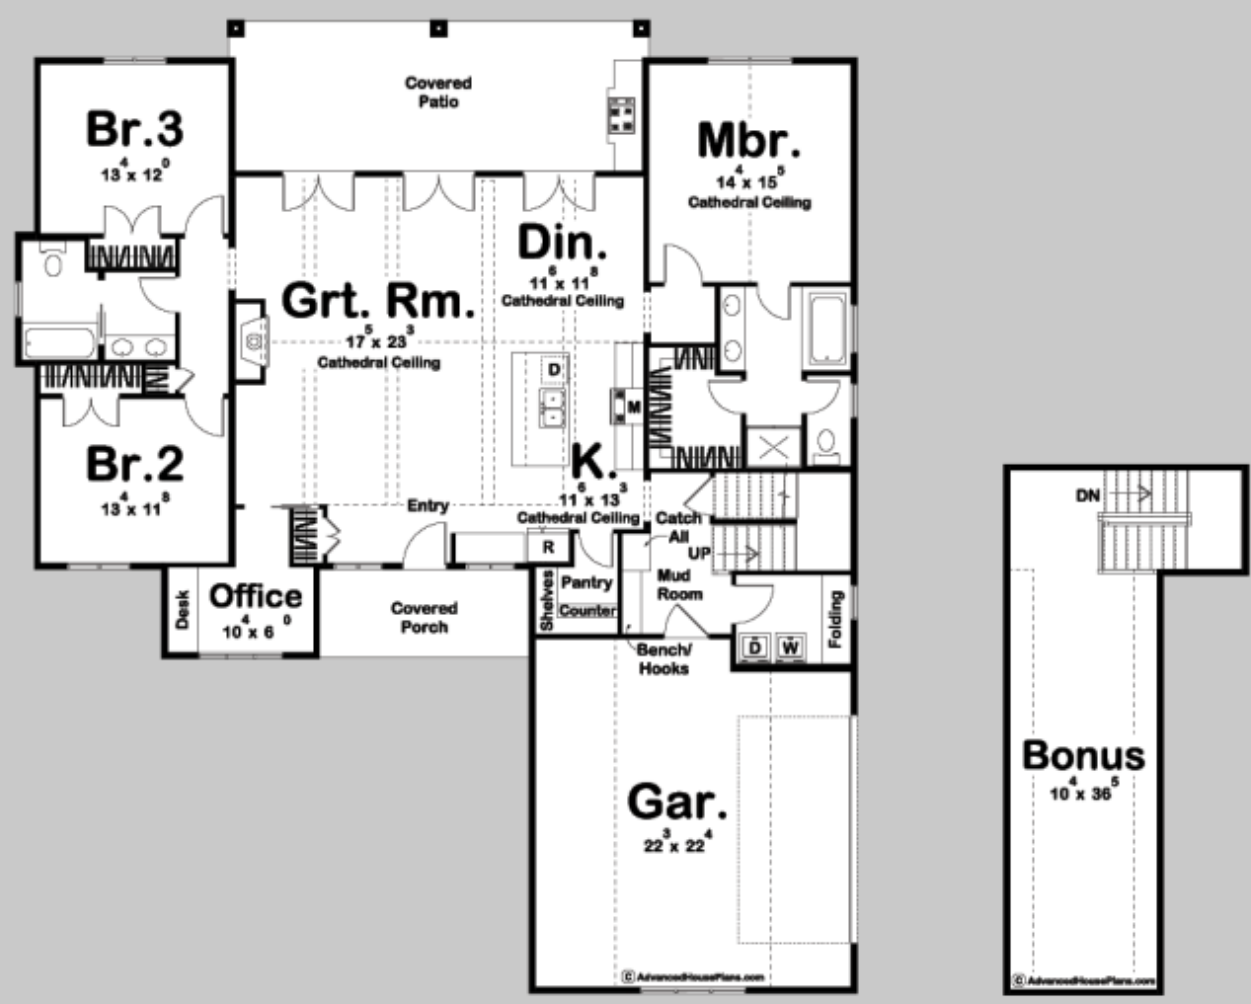 Covered
Patio
Br.3
13⁴ x 12⁰
Mbr.
14⁴ x 15⁵
Cathedral Ceiling
Din.
11⁶ x 11⁸
Cathedral Ceiling
Grt. Rm.
17⁵ x 23³
Cathedral Ceiling
D
M
Br.2
13⁴ x 11⁸
K.
11⁶ x 13³
Cathedral Ceiling
Entry
Catch
All
UP
R
Pantry
Shelves
Counter
Mud
Room
Office
10⁴ x 6⁰
Desk
Covered
Porch
Folding
D
W
Bench/
Hooks
Gar.
22³ x 22⁴
© AdvancedHousePlans.com
DN
Bonus
10⁴ x 36⁵
© AdvancedHousePlans.com